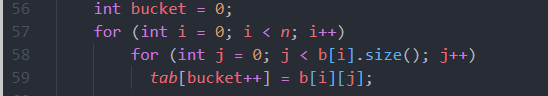 56 int bucket = 0;
57 for (int i = 0; i < n; i++)
58 for (int j = 0; j < b[i].size(); j++)
59 tab[bucket++] = b[i][j];